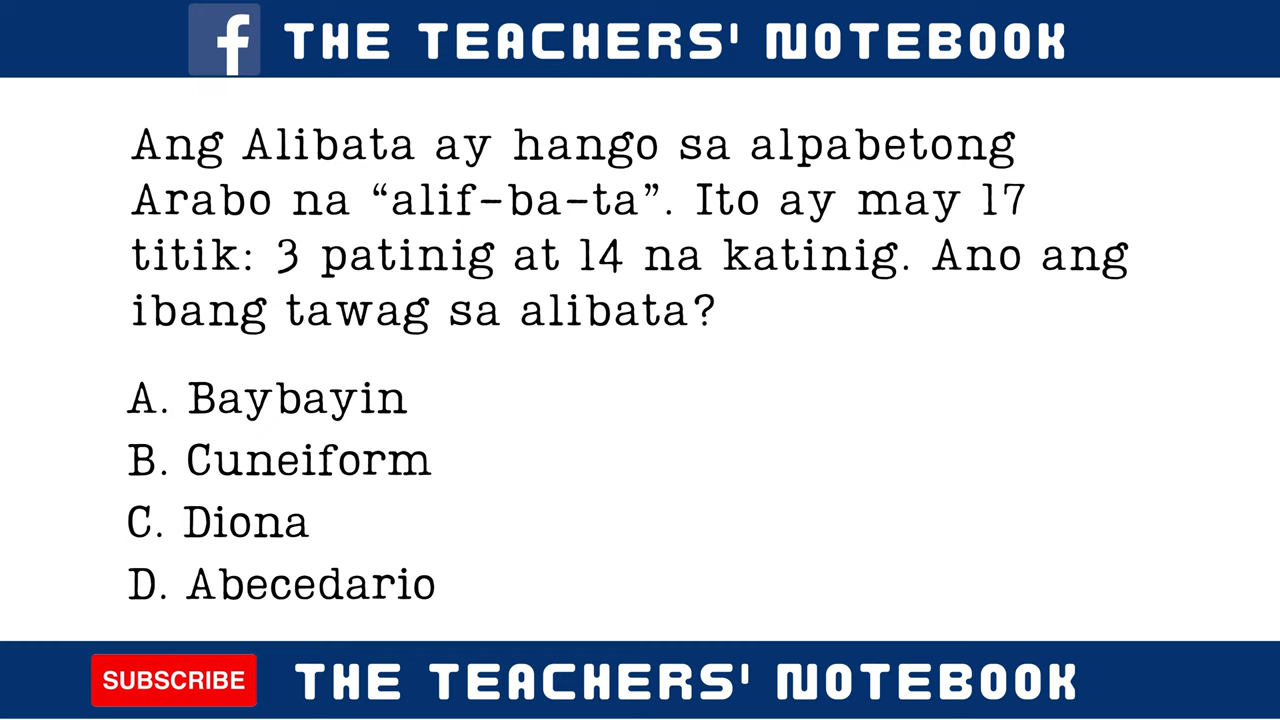 f THE TEACHERS' NOTEBOOK
Ang Alibata ay hango sa alpabetong
Arabo na “alif-ba-ta”. Ito ay may 17
titik: 3 patinig at 14 na katinig. Ano ang
ibang tawag sa alibata?
A. Baybayin
B. Cuneiform
C. Diona
D. Abecedario
SUBSCRIBE THE TEACHERS' NOTEBOOK